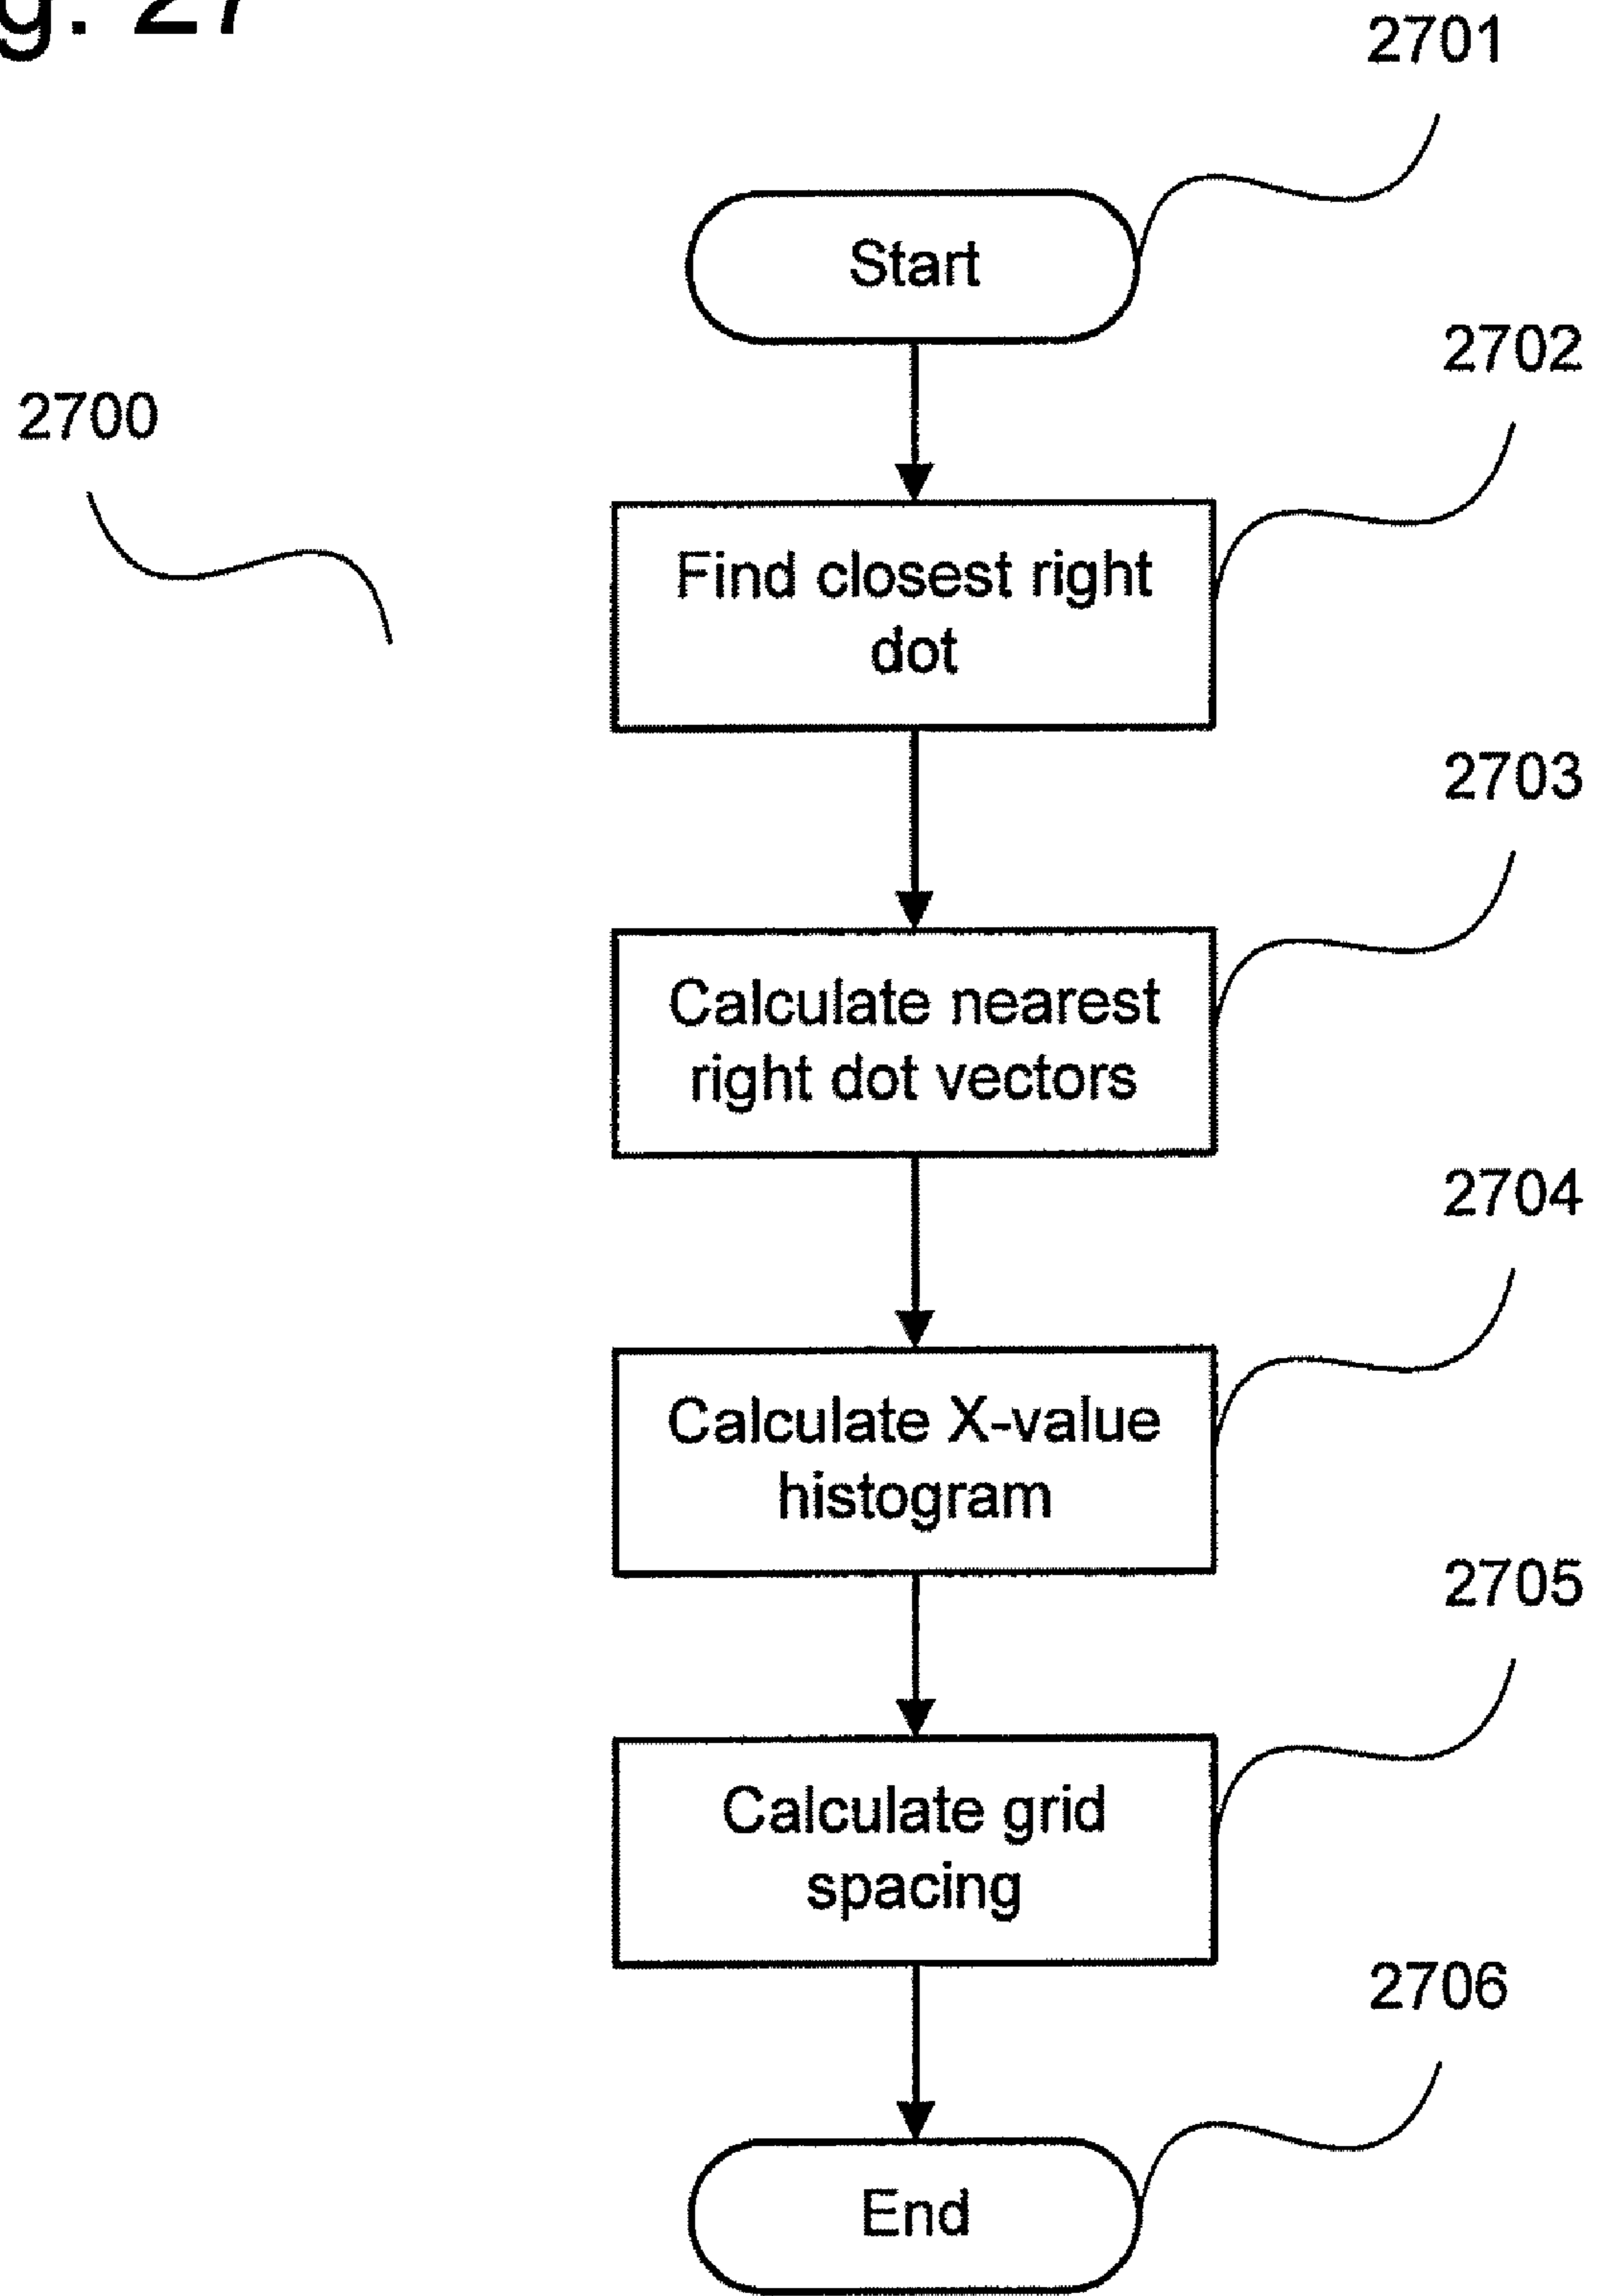 g. 27
2701
Start
2702
2700
Find closest right
dot
2703
Calculate nearest
right dot vectors
2704
Calculate X-value
histogram
2705
Calculate grid
spacing
2706
End